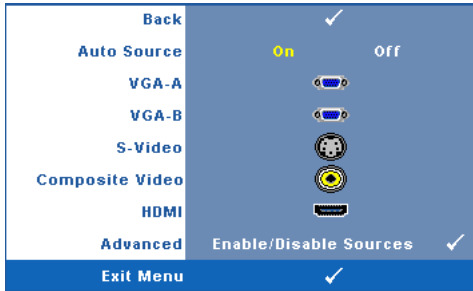 Back
Auto Source On Off
VGA-A
VGA-B
S-Video
Composite Video
HDMI
Advanced Enable/Disable Sources
Exit Menu